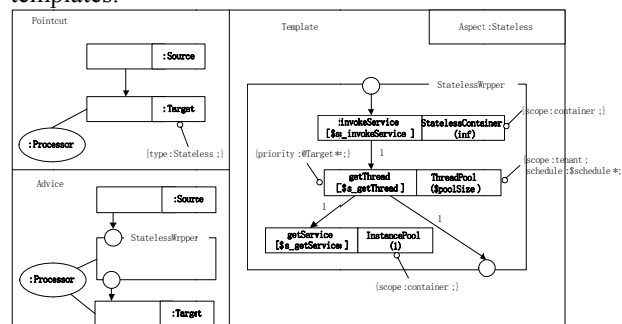 templates.
Pointcut
:Source
:Target
:Processor
{type:Stateless;}
Advice
:Source
StatelessWrpper
:Processor
:Target
Template
Aspect:Stateless
StatelessWrpper
:invokeService
[$s_invokeService ]
StatelessContainer
(inf)
{scope:container;}
1
{priority:@Target*=;}
getThread
[$s_getThread ]
ThreadPool
($poolSize )
{scope:tenant;
schedule:$schedule*;}
1
1
getService
[$s_getService ]
InstancePool
(1)
{scope:container;}